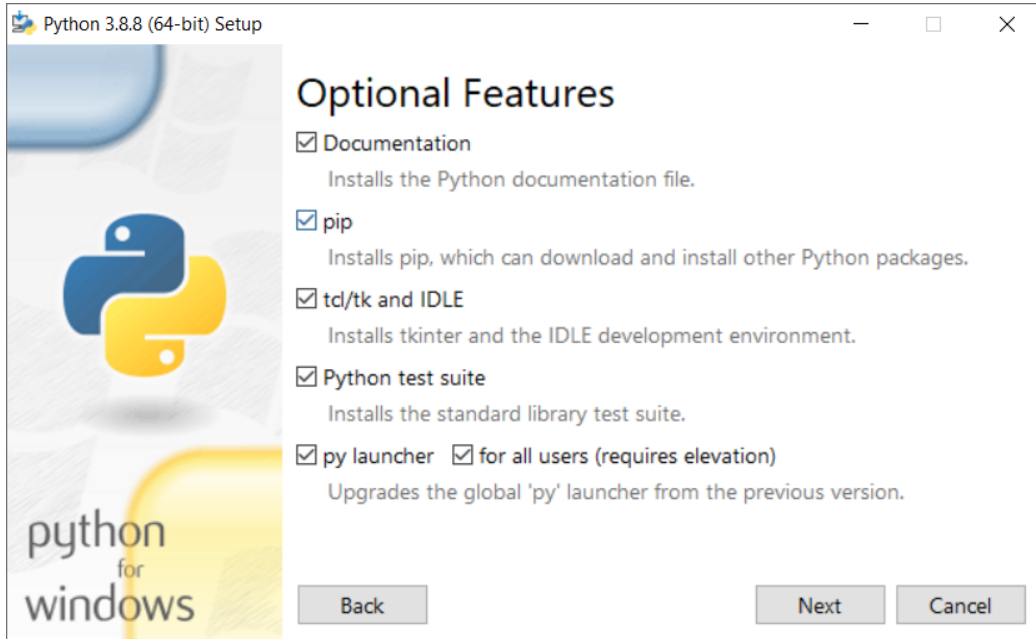 Python 3.8.8 (64-bit) Setup
Optional Features
Documentation
Installs the Python documentation file.
pip
Installs pip, which can download and install other Python packages.
tcl/tk and IDLE
Installs tkinter and the IDLE development environment.
Python test suite
Installs the standard library test suite.
py launcher for all users (requires elevation)
Upgrades the global 'py' launcher from the previous version.
python
for
windows
Back Next Cancel